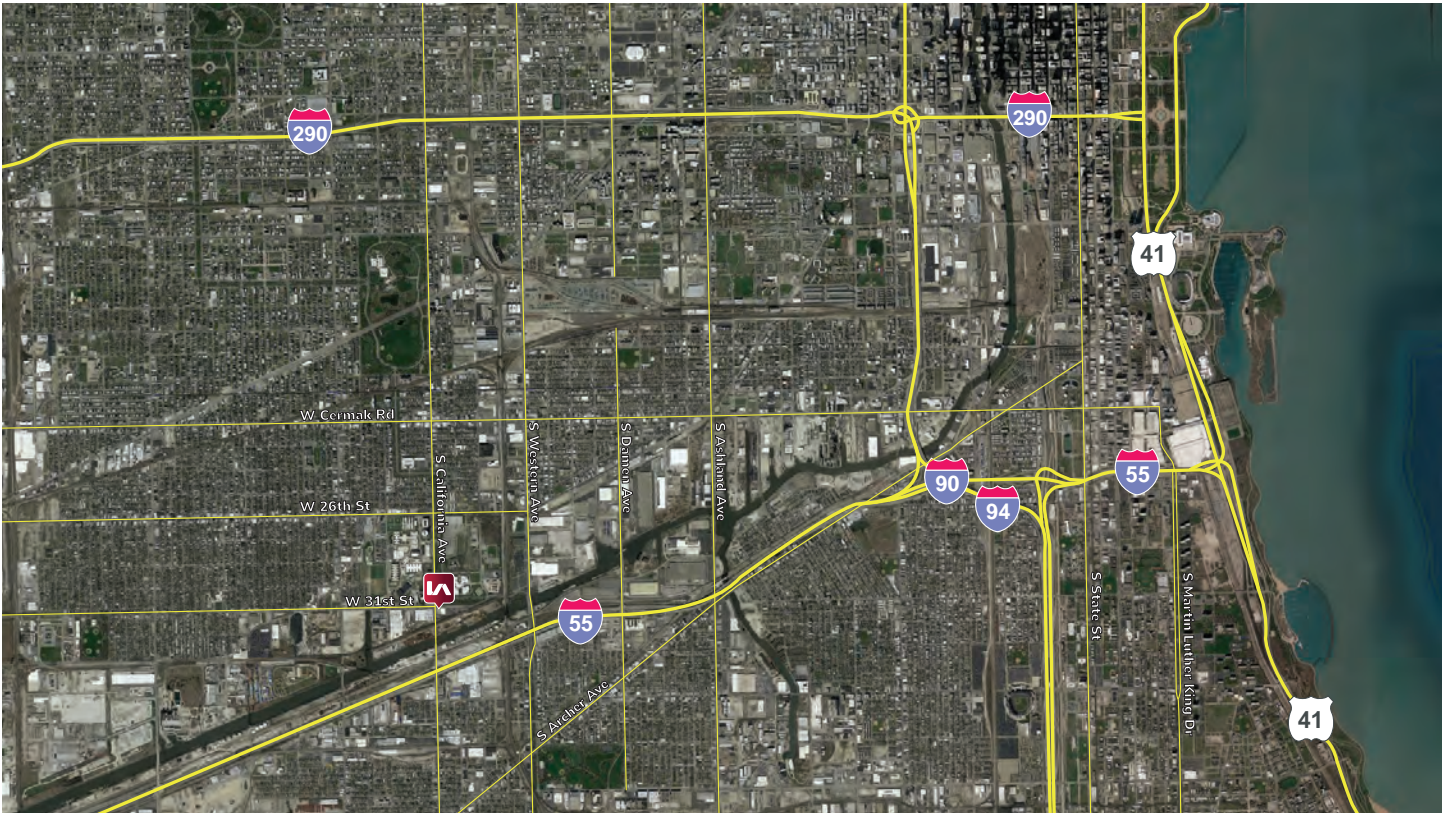 290
290
41
W Cermak Rd
S Western Ave
S Damen Ave
S Ashland Ave
S California Ave
90
55
94
W 26th St
W 31st St
55
S State St
S Martin Luther King Dr
S Archer Ave
41